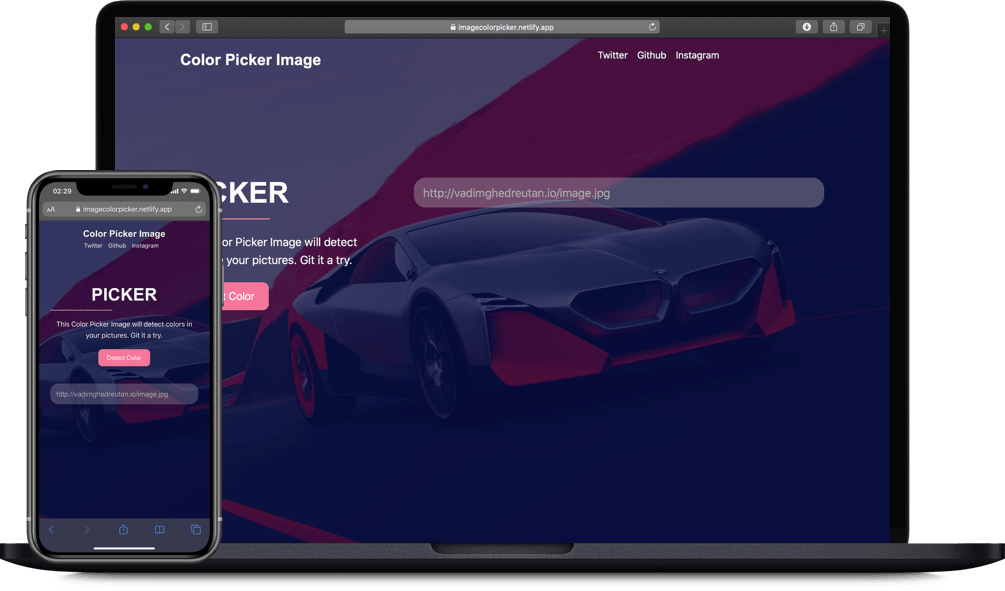 imagecolorpicker.netlify.app
Color Picker Image
Twitter Github Instagram
CKER
http://vadimghedreutan.io/image.jpg
or Picker Image will detect
your pictures. Git it a try.
t Color
02:29
AA imagecolorpicker.netlify.app
Color Picker Image
Twitter Github Instagram
PICKER
This Color Picker Image will detect colors in
your pictures. Git it a try.
Detect Color
http://vadimghedreutan.io/image.jpg